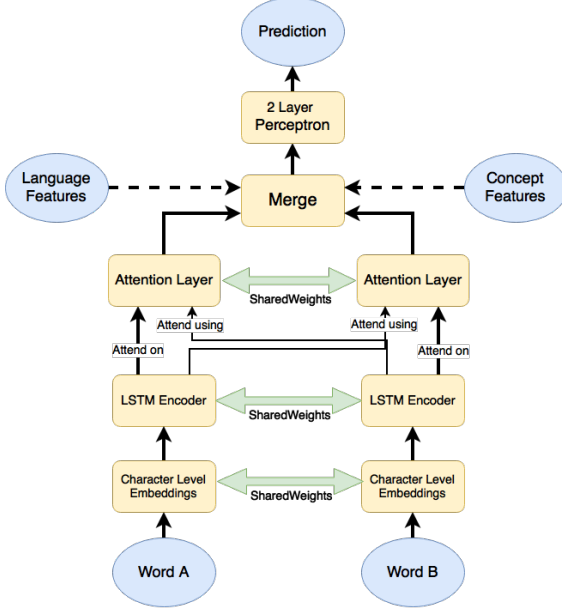 Prediction
2 Layer
Perceptron
Language
Features
Merge
Concept
Features
Attention Layer
SharedWeights
Attention Layer
Attend using
Attend using
Attend on
Attend on
LSTM Encoder
SharedWeights
LSTM Encoder
Character Level
Embeddings
SharedWeights
Character Level
Embeddings
Word A
Word B